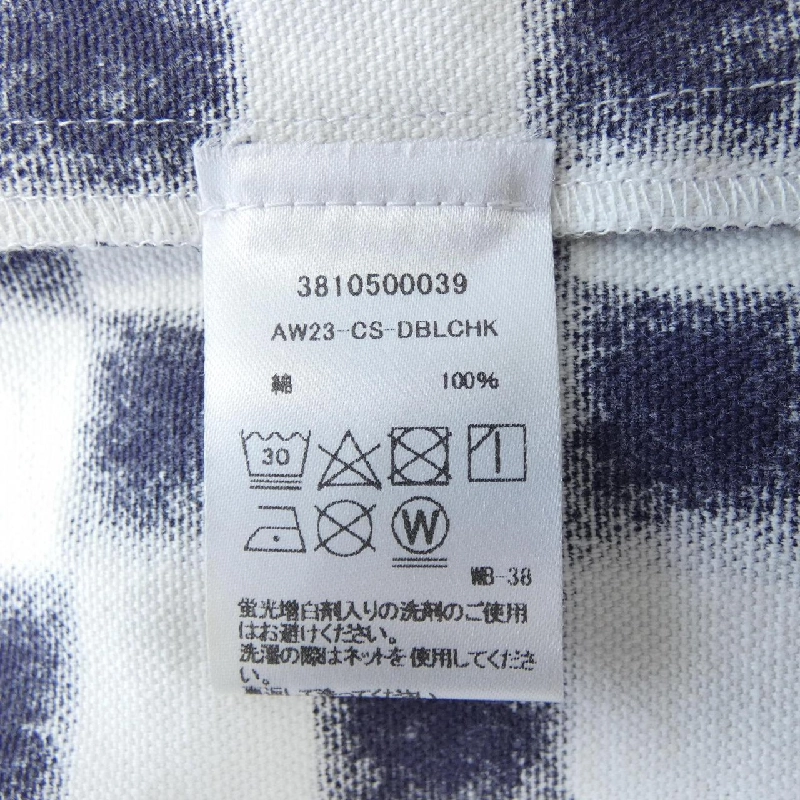 3810500039
AW23-CS-DBLCHK
綿 100%
30
W
-38
蛍光増白剤入りの洗剤のご使用
はお避けください。
洗濯の際はネットを使用してくださ
い。